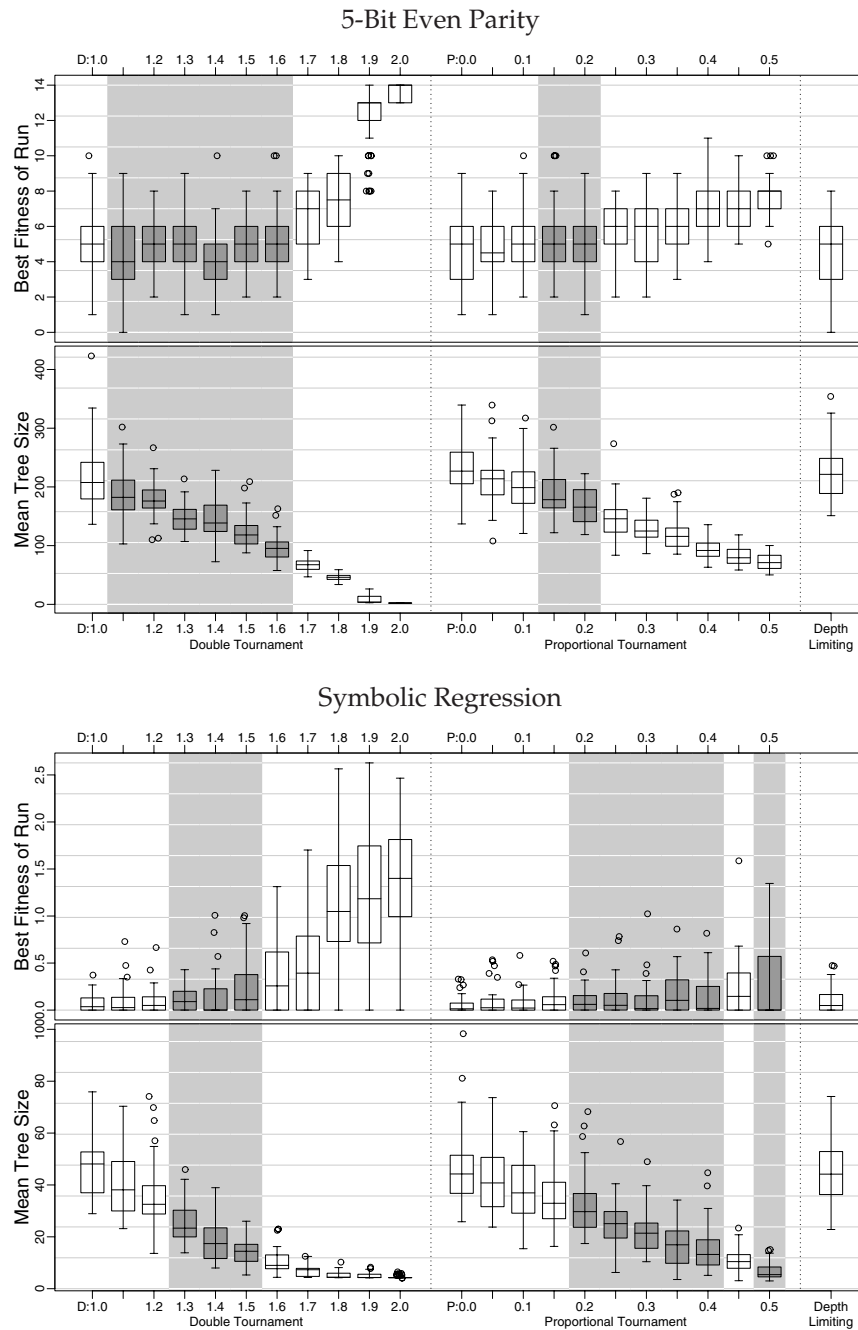 5-Bit Even Parity
D:1.0 1.2 1.3 1.4 1.5 1.6 1.7 1.8 1.9 2.0 P:0.0 0.1 0.2 0.3 0.4 0.5
Best Fitness of Run
14
12
10
8
6
4
2
0
Mean Tree Size
400
300
200
100
0
D:1.0 1.2 1.3 1.4 1.5 1.6 1.7 1.8 1.9 2.0 P:0.0 0.1 0.2 0.3 0.4 0.5 Depth
Double Tournament Proportional Tournament Limiting
Symbolic Regression
D:1.0 1.2 1.3 1.4 1.5 1.6 1.7 1.8 1.9 2.0 P:0.0 0.1 0.2 0.3 0.4 0.5
Best Fitness of Run
2.5
2.0
1.5
1.0
0.5
Mean Tree Size
80
60
40
20
0
D:1.0 1.2 1.3 1.4 1.5 1.6 1.7 1.8 1.9 2.0 P:0.0 0.1 0.2 0.3 0.4 0.5 Depth
Double Tournament Proportional Tournament Limiting